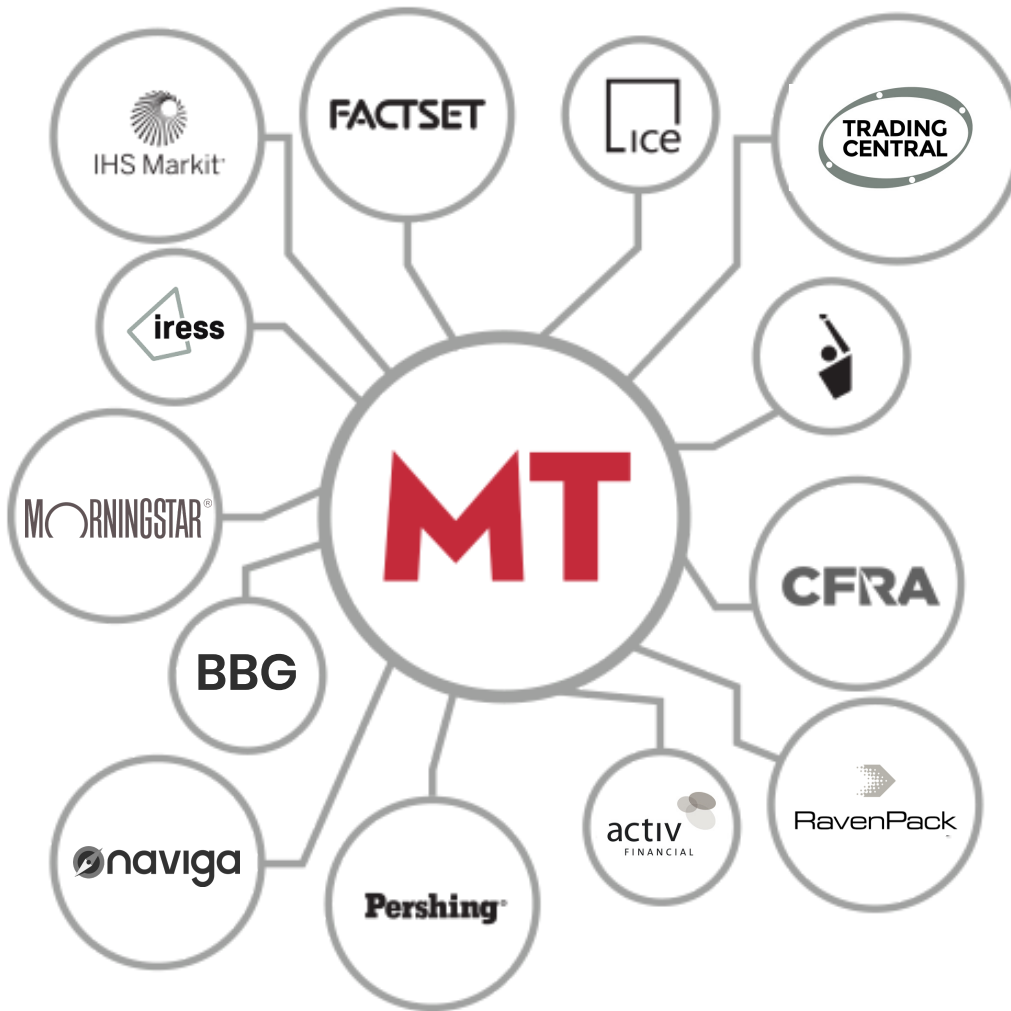 FACTSET
ICE
IHS Markit®
TRADING
CENTRAL
iress
MT
MORNINGSTAR®
CFRA
BBG
RavenPack
activ
FINANCIAL
naviga
Pershing®